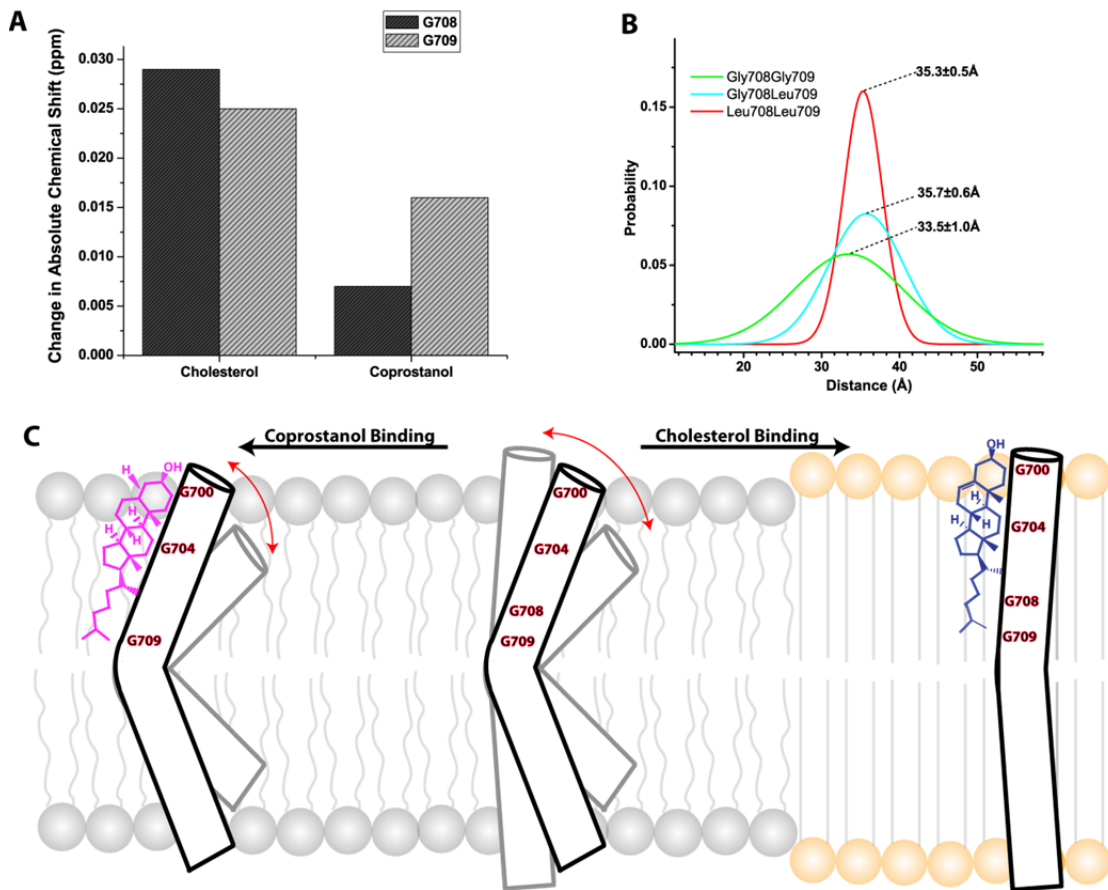 A
G708
G709
Change in Absolute Chemical Shift (ppm)
0.030
0.025
0.020
0.015
0.010
0.005
0.000
Cholesterol
Coprostanol
B
Gly708Gly709
Gly708Leu709
Leu708Leu709
35.3±0.5Å
35.7±0.6Å
33.5±1.0Å
Probability
0.15
0.10
0.05
0.00
20
30
40
50
Distance (Å)
C
Coprostanol Binding
Cholesterol Binding
H
OH
H
H
G700
G704
G709
G700
G704
G708
G709
OH
H
H
G700
G704
G708
G709